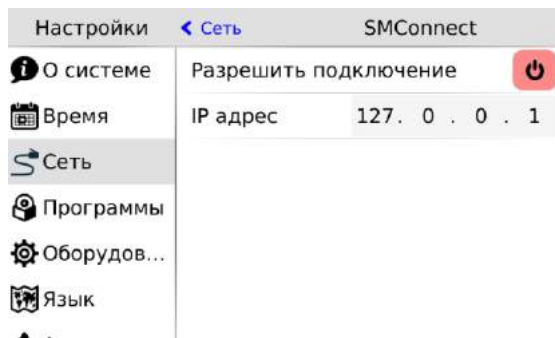 Настройки
Сеть
SMConnect
О системе
Время
Сеть
Программы
Оборудов...
Язык
Разрешить подключение
IP адрес
127. 0 . 0 . 1